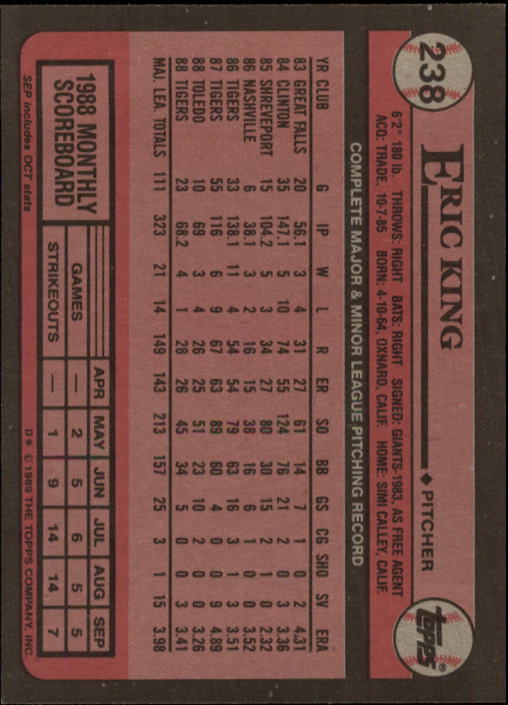 238
ERIC KING ◆ PITCHER
TOPPS®
6'2" 180 lb. THROWS: RIGHT BATS: RIGHT SIGNED: GIANTS-1983, AS FREE AGENT
ACQ: TRADE, 10-7-85 BORN: 4-10-64, OXNARD, CALIF. HOME: SIMI CALLEY, CALIF.
COMPLETE MAJOR & MINOR LEAGUE PITCHING RECORD
YR CLUB G IP W L R ER SO BB GS CG SHO SV ERA
83 GREAT FALLS 20 56.1 3 4 31 27 61 14 7 1 0 2 4.31
84 CLINTON 35 147.1 5 10 74 55 124 76 21 2 0 3 3.36
85 SHREVEPORT 15 104.2 5 3 34 27 80 30 15 2 1 0 2.32
86 NASHVILLE 6 38.1 3 2 16 15 38 16 6 1 0 0 3.52
86 TIGERS 33 138.1 11 4 54 54 79 63 16 3 1 3 3.51
87 TIGERS 55 116 6 9 67 63 89 60 4 0 0 9 4.89
88 TOLEDO 10 69 3 4 26 25 51 23 10 2 0 0 3.26
88 TIGERS 23 68.2 4 1 28 26 45 34 5 0 0 3 3.41
MAJ. LEA. TOTALS 111 323 21 14 149 143 213 157 25 3 1 15 3.98
1988 MONTHLY
SCOREBOARD
APR MAY JUN JUL AUG SEP
GAMES — 2 5 6 5 5
STRIKEOUTS — 1 9 14 14 7
SEP includes OCT stats
D* © 1989 THE TOPPS COMPANY, INC.